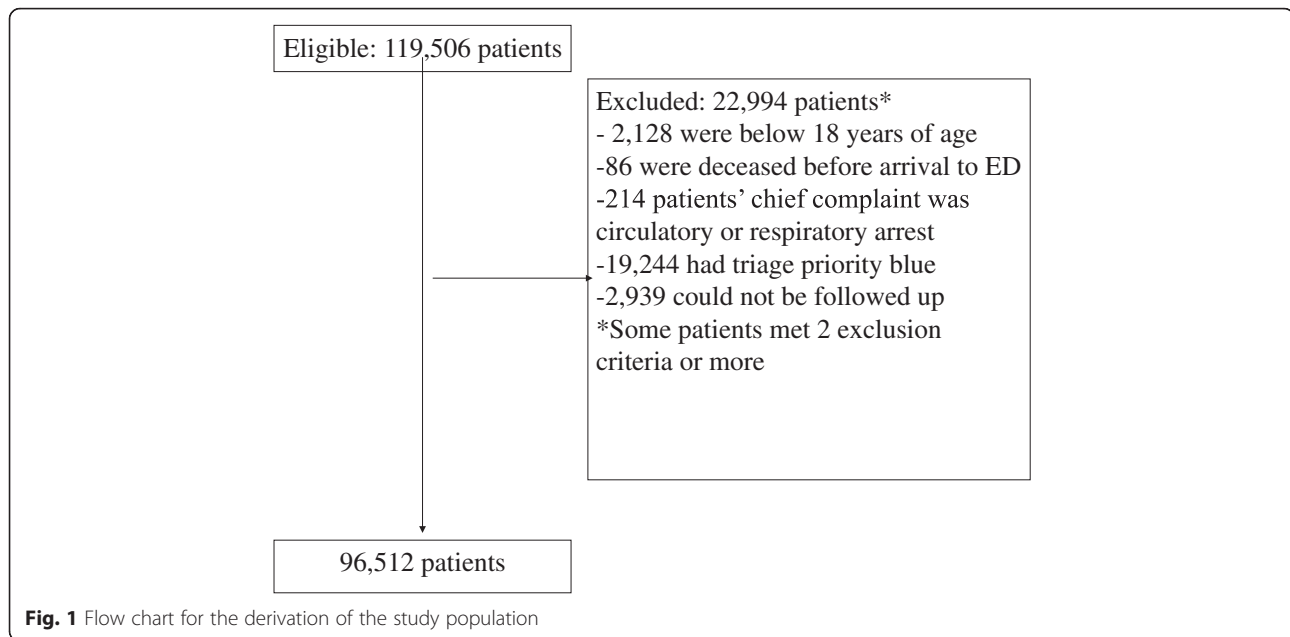 Eligible: 119,506 patients
Excluded: 22,994 patients*
- 2,128 were below 18 years of age
-86 were deceased before arrival to ED
-214 patients’ chief complaint was
circulatory or respiratory arrest
-19,244 had triage priority blue
-2,939 could not be followed up
*Some patients met 2 exclusion
criteria or more
96,512 patients
Fig. 1 Flow chart for the derivation of the study population